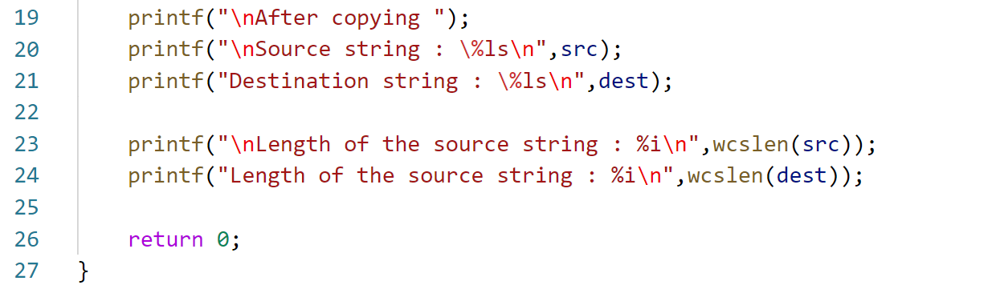 19 printf("\nAfter copying ");
20 printf("\nSource string : \%ls\n",src);
21 printf("Destination string : \%ls\n",dest);
22
23 printf("\nLength of the source string : %i\n",wcslen(src));
24 printf("Length of the source string : %i\n",wcslen(dest));
25
26 return 0;
27 }